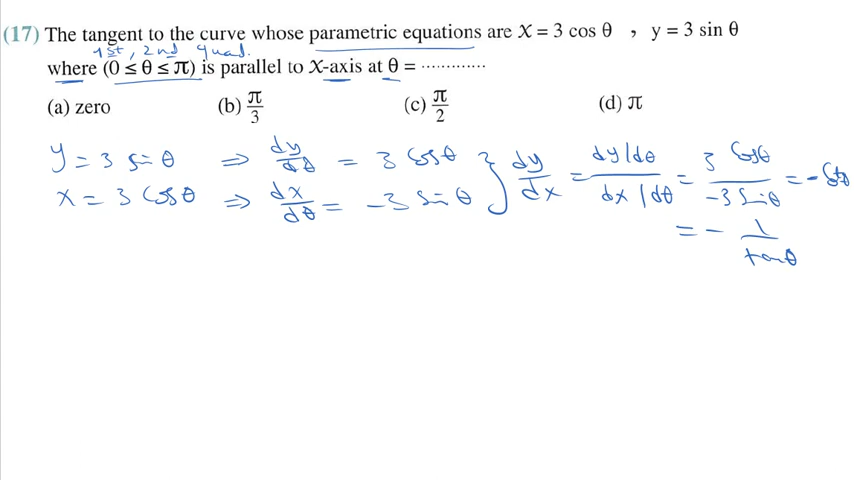 (17) The tangent to the curve whose parametric equations are X = 3 cos θ , y = 3 sin θ
1st, 2nd quad.
where (0 ≤ θ ≤ π) is parallel to X-axis at θ = .............
(a) zero (b) π/3 (c) π/2 (d) π
y = 3 sin θ ⇒ dy/dθ = 3 cos θ } dy/dx = (dy/dθ)/(dx/dθ) = (3 cos θ)/(-3 sin θ) = - cot θ
x = 3 cos θ ⇒ dx/dθ = -3 sin θ
= - 1/tan θ